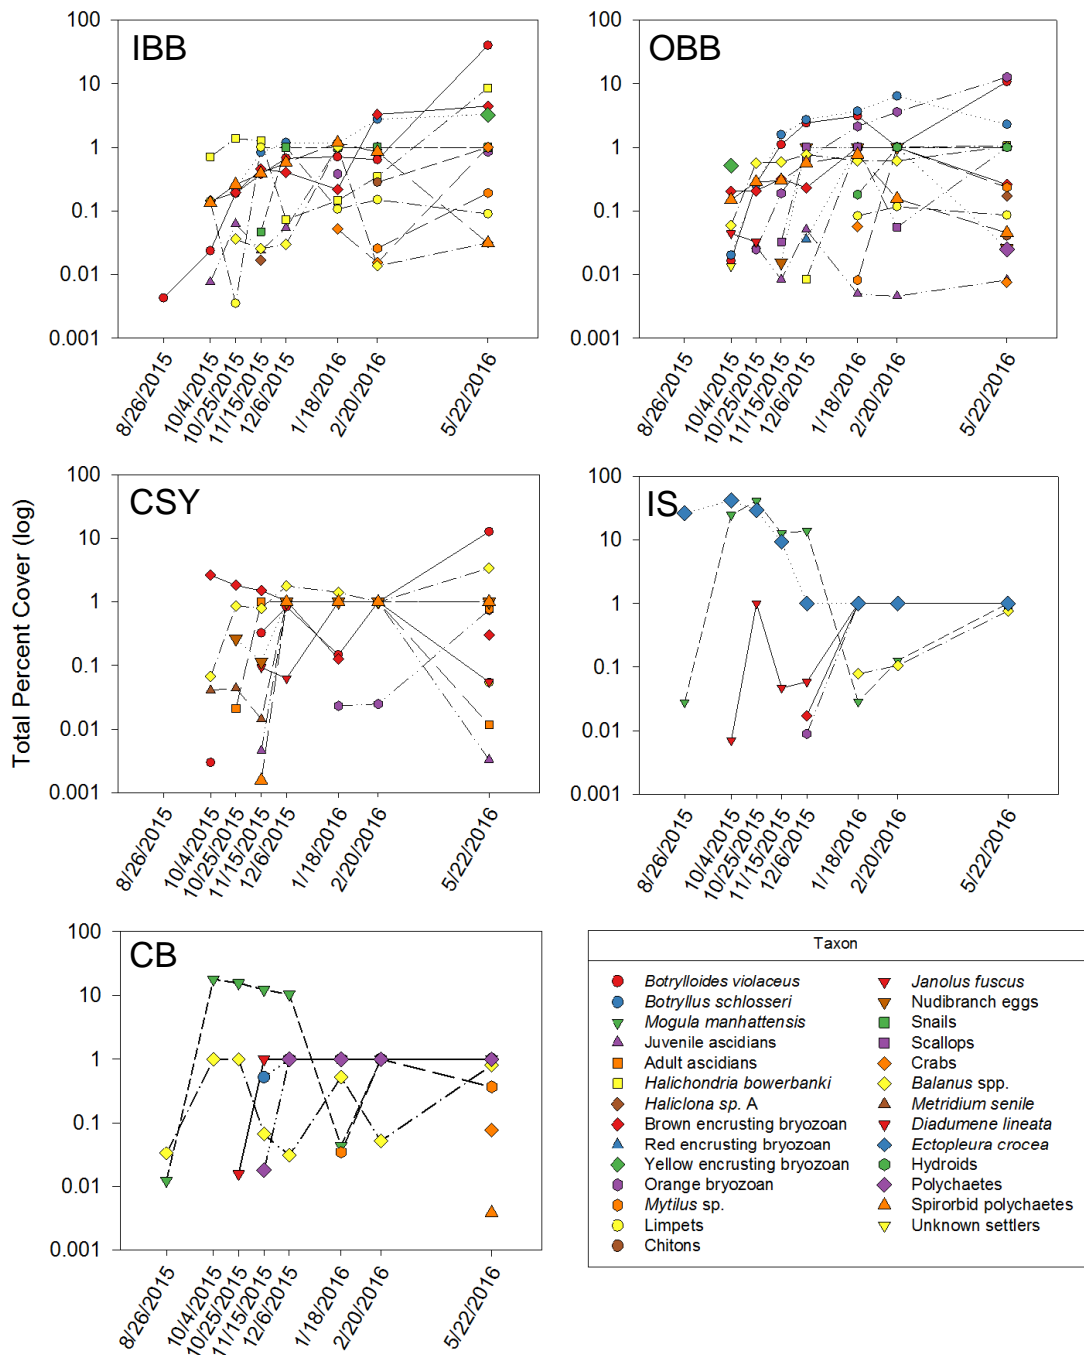 IBB
100
10
1
0.1
0.01
0.001
8/26/2015
10/4/2015
10/25/2015
11/15/2015
12/6/2015
1/18/2016
2/20/2016
5/22/2016
OBB
100
10
1
0.1
0.01
0.001
8/26/2015
10/4/2015
10/25/2015
11/15/2015
12/6/2015
1/18/2016
2/20/2016
5/22/2016
Total Percent Cover (log)
CSY
100
10
1
0.1
0.01
0.001
8/26/2015
10/4/2015
10/25/2015
11/15/2015
12/6/2015
1/18/2016
2/20/2016
5/22/2016
IS
100
10
1
0.1
0.01
0.001
8/26/2015
10/4/2015
10/25/2015
11/15/2015
12/6/2015
1/18/2016
2/20/2016
5/22/2016
CB
100
10
1
0.1
0.01
0.001
8/26/2015
10/4/2015
10/25/2015
11/15/2015
12/6/2015
1/18/2016
2/20/2016
5/22/2016
Taxon
Botrylloides violaceus
Botryllus schlosseri
Mogula manhattensis
Juvenile ascidians
Adult ascidians
Halichondria bowerbanki
Haliclona sp. A
Brown encrusting bryozoan
Red encrusting bryozoan
Yellow encrusting bryozoan
Orange bryozoan
Mytilus sp.
Limpets
Chitons
Janolus fuscus
Nudibranch eggs
Snails
Scallops
Crabs
Balanus spp.
Metridium senile
Diadumene lineata
Ectopleura crocea
Hydroids
Polychaetes
Spirorbid polychaetes
Unknown settlers